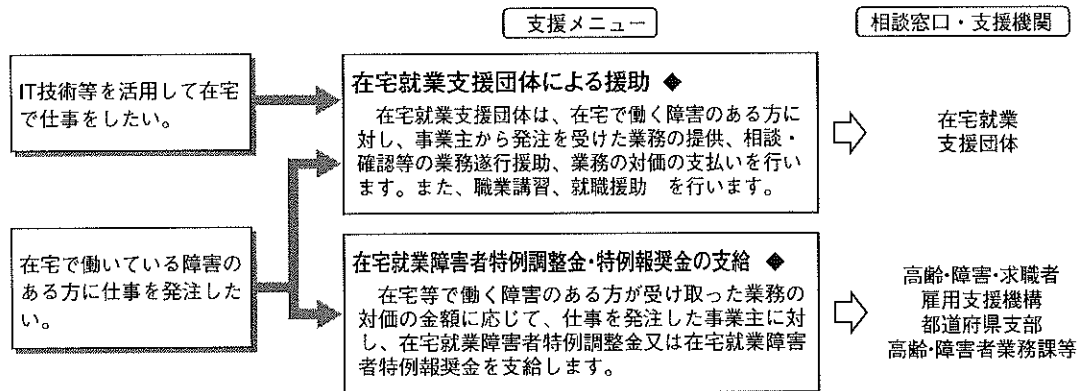 支援メニュー
相談窓口・支援機関
IT技術等を活用して在宅
で仕事をしたい。
在宅就業支援団体による援助 ◆
在宅就業支援団体は、在宅で働く障害のある方に
対し、事業主から発注を受けた業務の提供、相談・
確認等の業務遂行援助、業務の対価の支払いを行い
ます。また、職業講習、就職援助　を行います。
在宅就業
支援団体
在宅で働いている障害の
ある方に仕事を発注した
い。
在宅就業障害者特例調整金・特例報奨金の支給 ◆
在宅等で働く障害のある方が受け取った業務の
対価の金額に応じて、仕事を発注した事業主に対
し、在宅就業障害者特例調整金又は在宅就業障害
者特例報奨金を支給します。
高齢・障害・求職者
雇用支援機構
都道府県支部
高齢・障害者業務課等